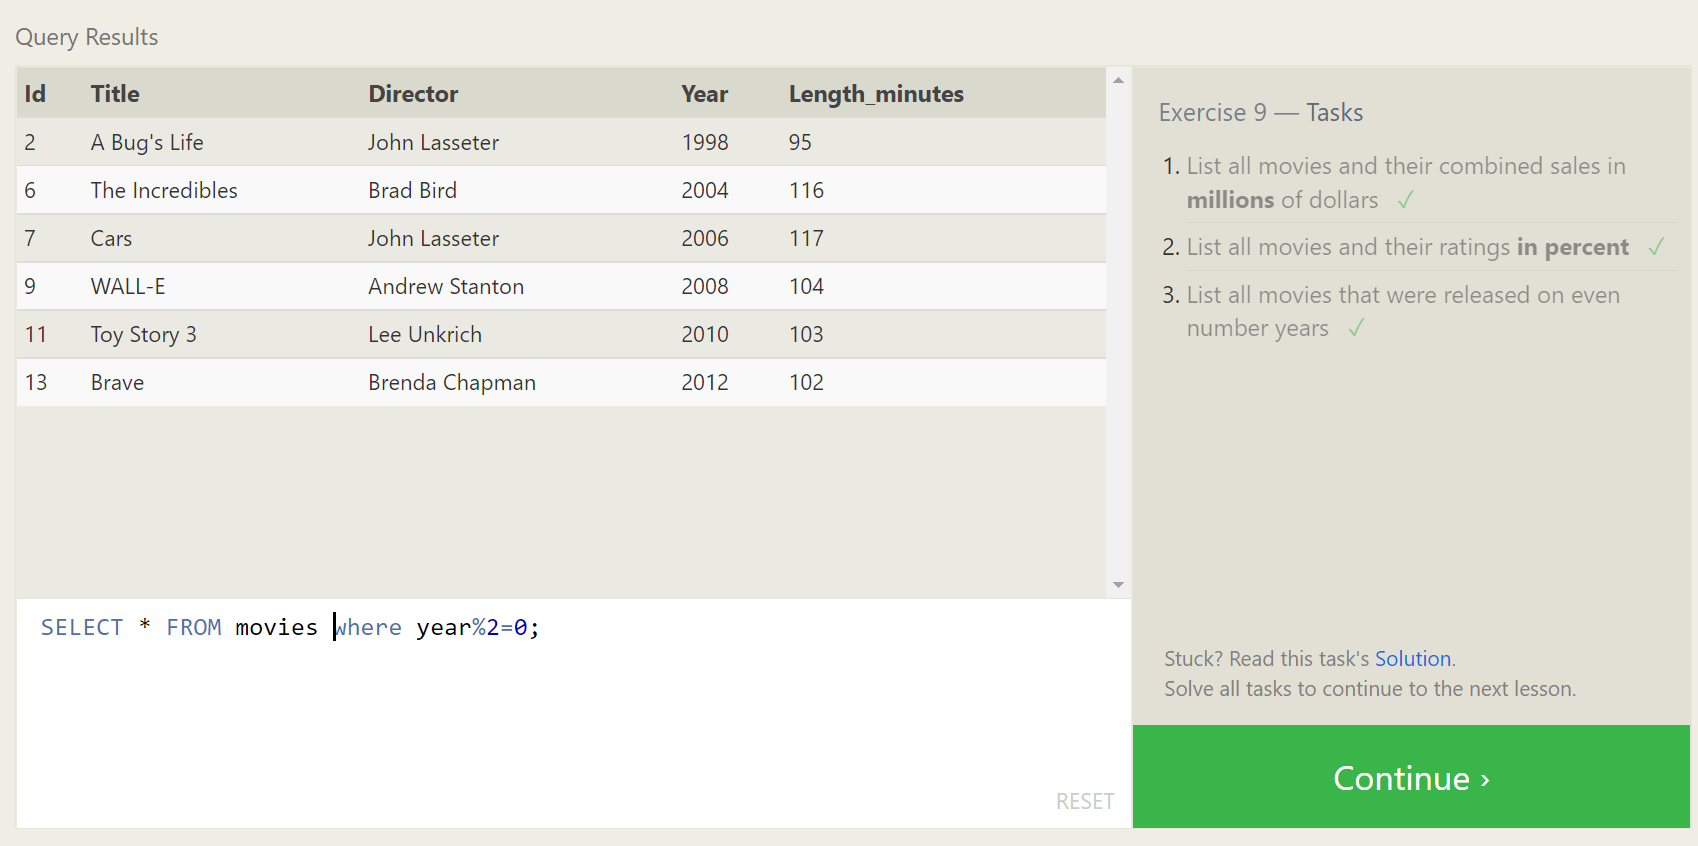 Query Results
Id Title Director Year Length_minutes
2 A Bug's Life John Lasseter 1998 95
6 The Incredibles Brad Bird 2004 116
7 Cars John Lasseter 2006 117
9 WALL-E Andrew Stanton 2008 104
11 Toy Story 3 Lee Unkrich 2010 103
13 Brave Brenda Chapman 2012 102
SELECT * FROM movies where year%2=0;
RESET
Exercise 9 — Tasks
1. List all movies and their combined sales in
millions of dollars ✓
2. List all movies and their ratings in percent ✓
3. List all movies that were released on even
number years ✓
Stuck? Read this task's Solution.
Solve all tasks to continue to the next lesson.
Continue ›